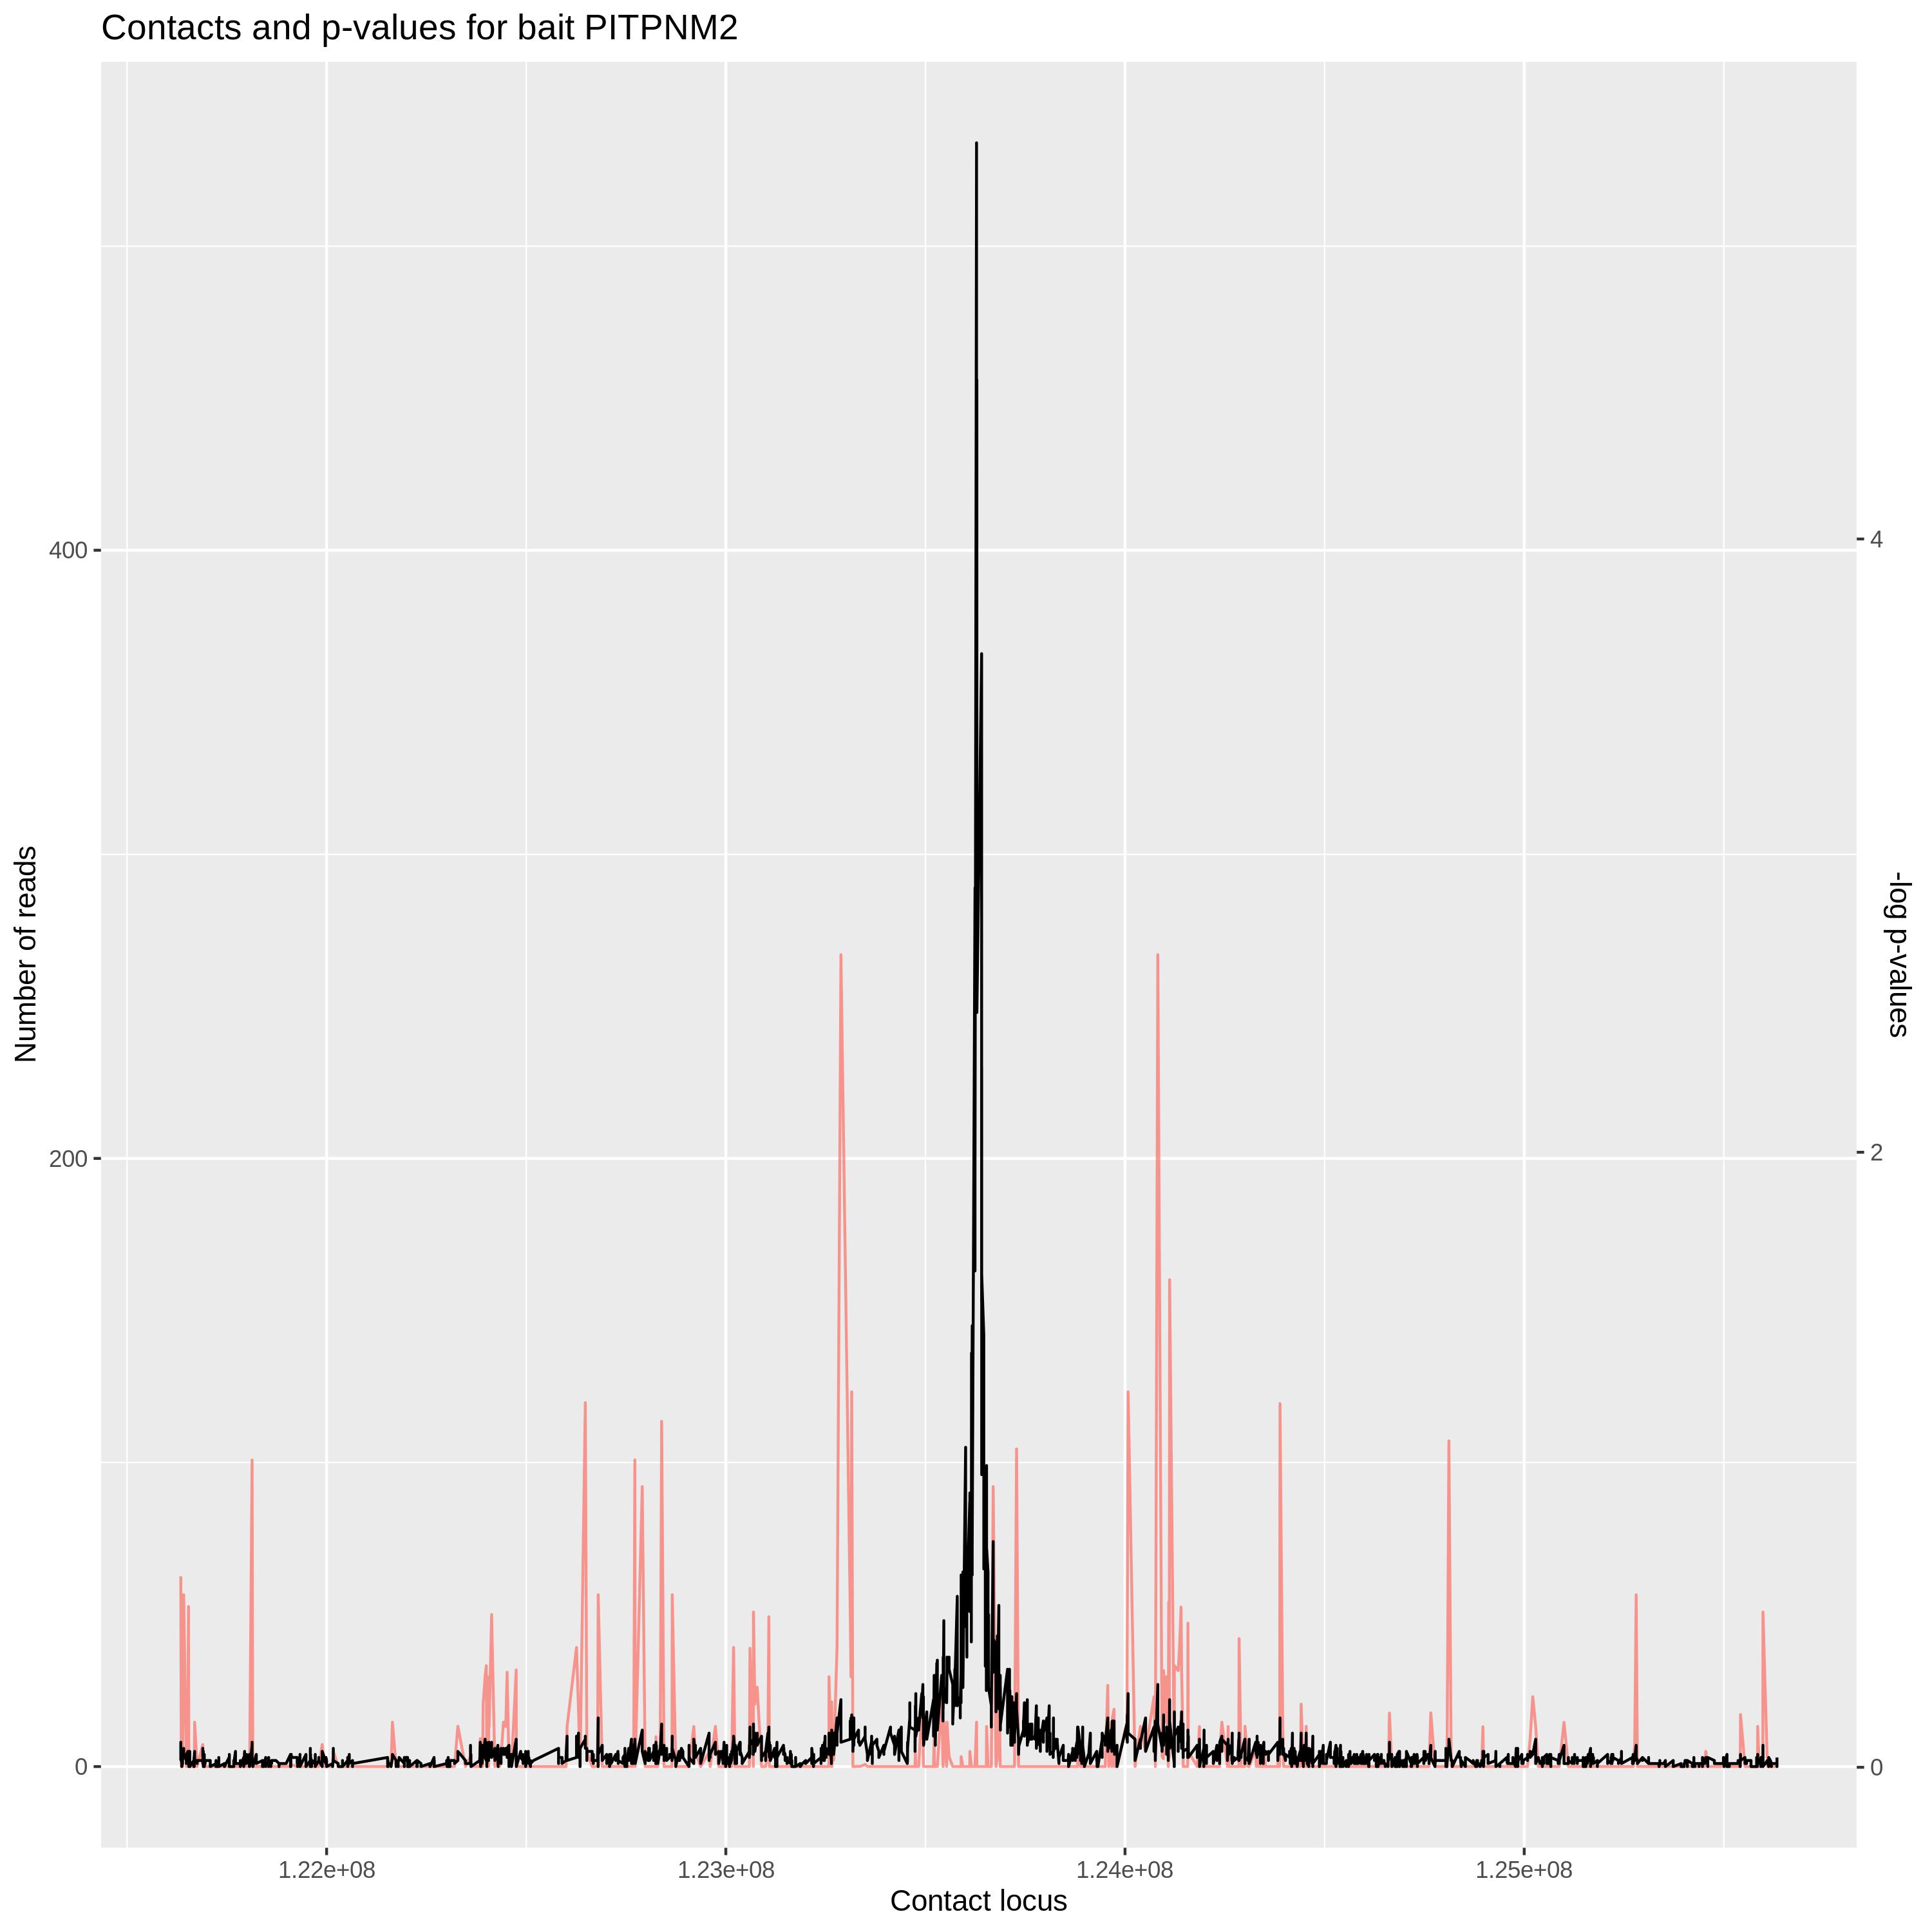 Contacts and p-values for bait PITPNM2
Number of reads
400
200
0
4
2
0
-log p-values
1.22e+08
1.23e+08
1.24e+08
1.25e+08
Contact locus